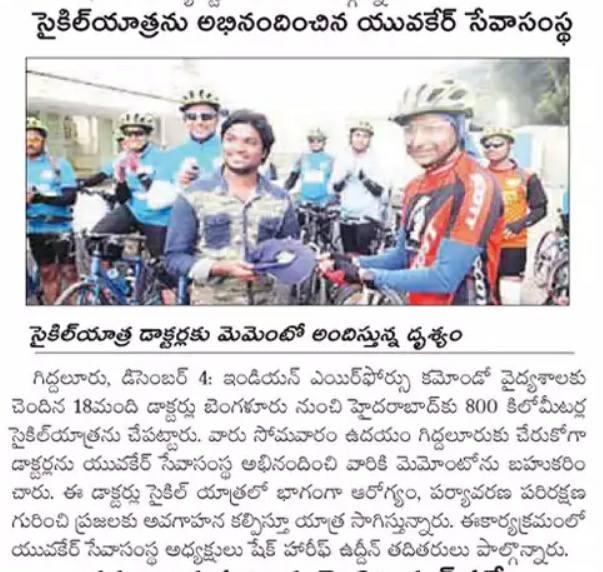 సైకిల్‌యాత్రను అభినందించిన యువకేర్ సేవాసంస్థ
సైకిల్‌యాత్ర డాక్టర్లకు మెమెంటో అందిస్తున్న దృశ్యం
గిద్దలూరు, డిసెంబర్ 4: ఇండియన్ ఎయిర్‌ఫోర్సు కమోండో వైద్యశాలకు
చెందిన 18మంది డాక్టర్లు బెంగళూరు నుంచి హైదరాబాద్‌కు 800 కిలోమీటర్ల
సైకిల్‌యాత్రను చేపట్టారు. వారు సోమవారం ఉదయం గిద్దలూరుకు చేరుకోగా
డాక్టర్లను యువకేర్ సేవాసంస్థ అభినందించి వారికి మెమోంటోను బహుకరిం
చారు. ఈ డాక్టర్లు సైకిల్ యాత్రలో భాగంగా ఆరోగ్యం, పర్యావరణ పరిరక్షణ
గురించి ప్రజలకు అవగాహన కల్పిస్తూ యాత్ర సాగిస్తున్నారు. ఈకార్యక్రమంలో
యువకేర్ సేవాసంస్థ అధ్యక్షులు షేక్ హారీఫ్ ఉద్దీన్ తదితరులు పాల్గొన్నారు.